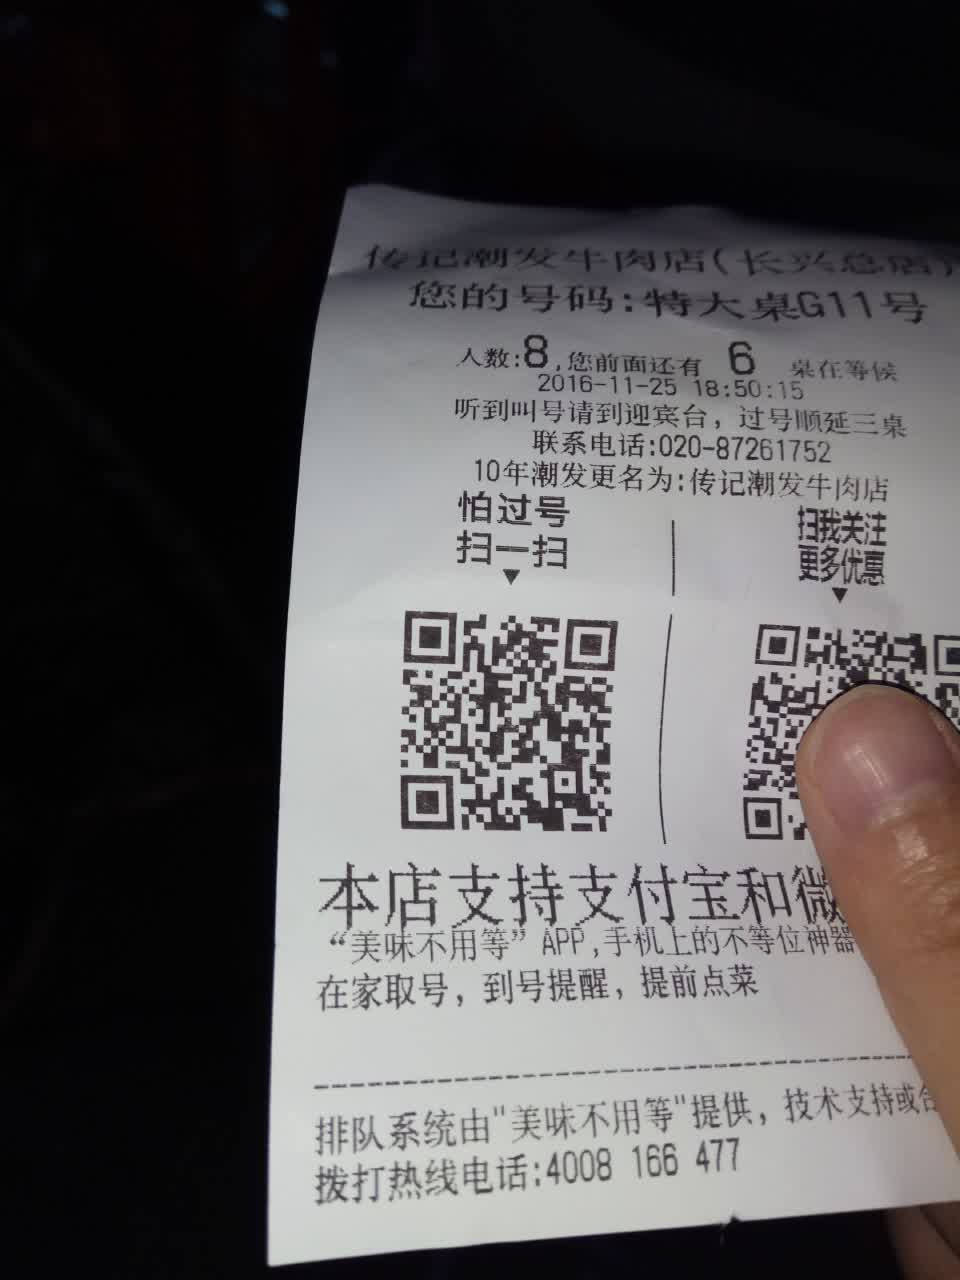 传记潮发牛肉店(长兴总店)
您的号码:特大桌G11号
人数:8,您前面还有 6 桌在等候
2016-11-25 18:50:15
听到叫号请到迎宾台，过号顺延三桌
联系电话:020-87261752
10年潮发更名为:传记潮发牛肉店
怕过号
扫一扫
扫我关注
更多优惠
本店支持支付宝和微
“美味不用等”APP,手机上的不等位神器
在家取号，到号提醒，提前点菜
排队系统由"美味不用等"提供，技术支持或
拨打热线电话:4008 166 477